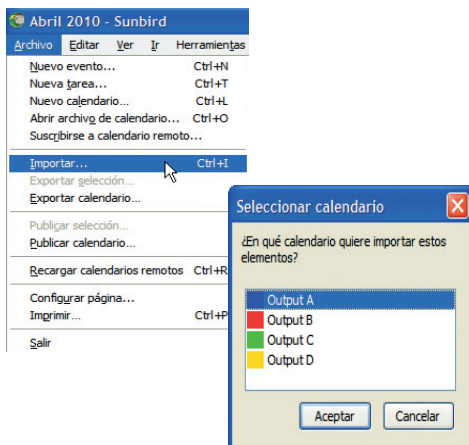 Abril 2010 - Sunbird
Archivo Editar Ver Ir Herramientas
Nuevo evento... Ctrl+N
Nueva tarea... Ctrl+T
Nuevo calendario... Ctrl+L
Abrir archivo de calendario... Ctrl+O
Suscribirse a calendario remoto...
Importar... Ctrl+I
Exportar selección...
Exportar calendario...
Publicar selección...
Publicar calendario...
Recargar calendarios remotos Ctrl+R
Configurar página...
Imprimir... Ctrl+P
Salir
Seleccionar calendario
¿En qué calendario quiere importar estos
elementos?
Output A
Output B
Output C
Output D
Aceptar Cancelar